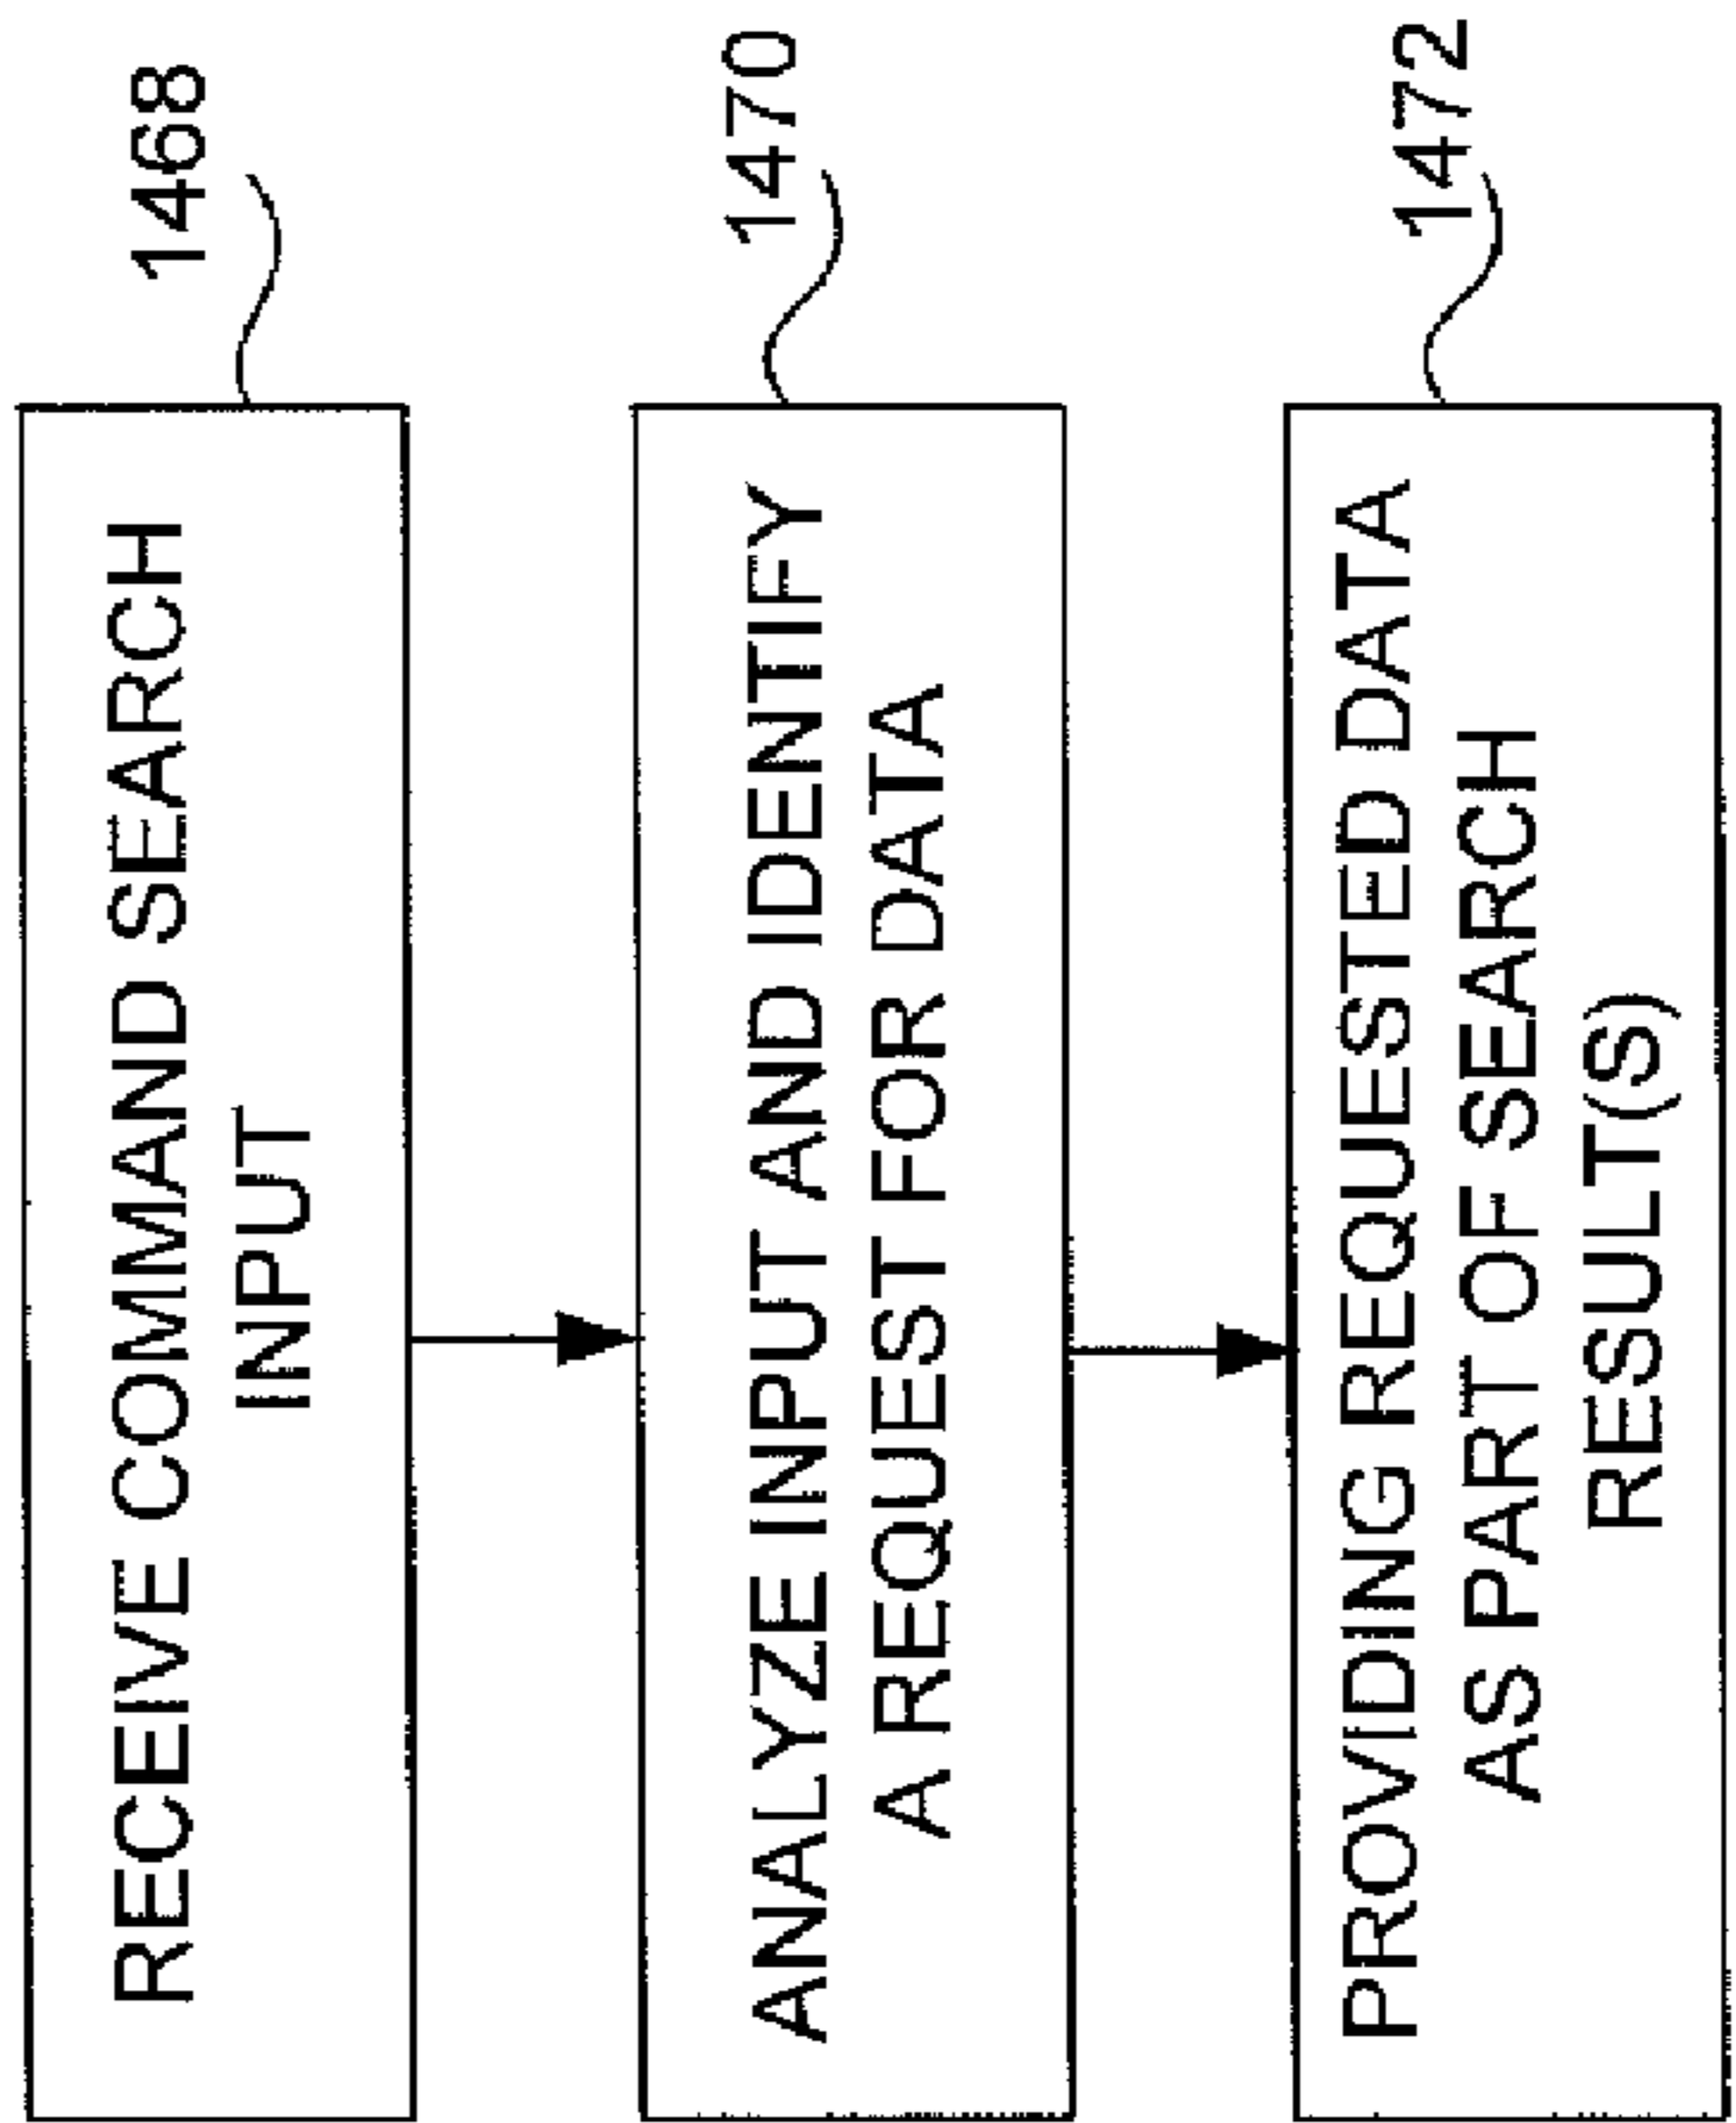 RECEIVE COMMAND SEARCH
INPUT
1468
ANALYZE INPUT AND IDENTIFY
A REQUEST FOR DATA
1470
PROVIDING REQUESTED DATA
AS PART OF SEARCH
RESULT(S)
1472